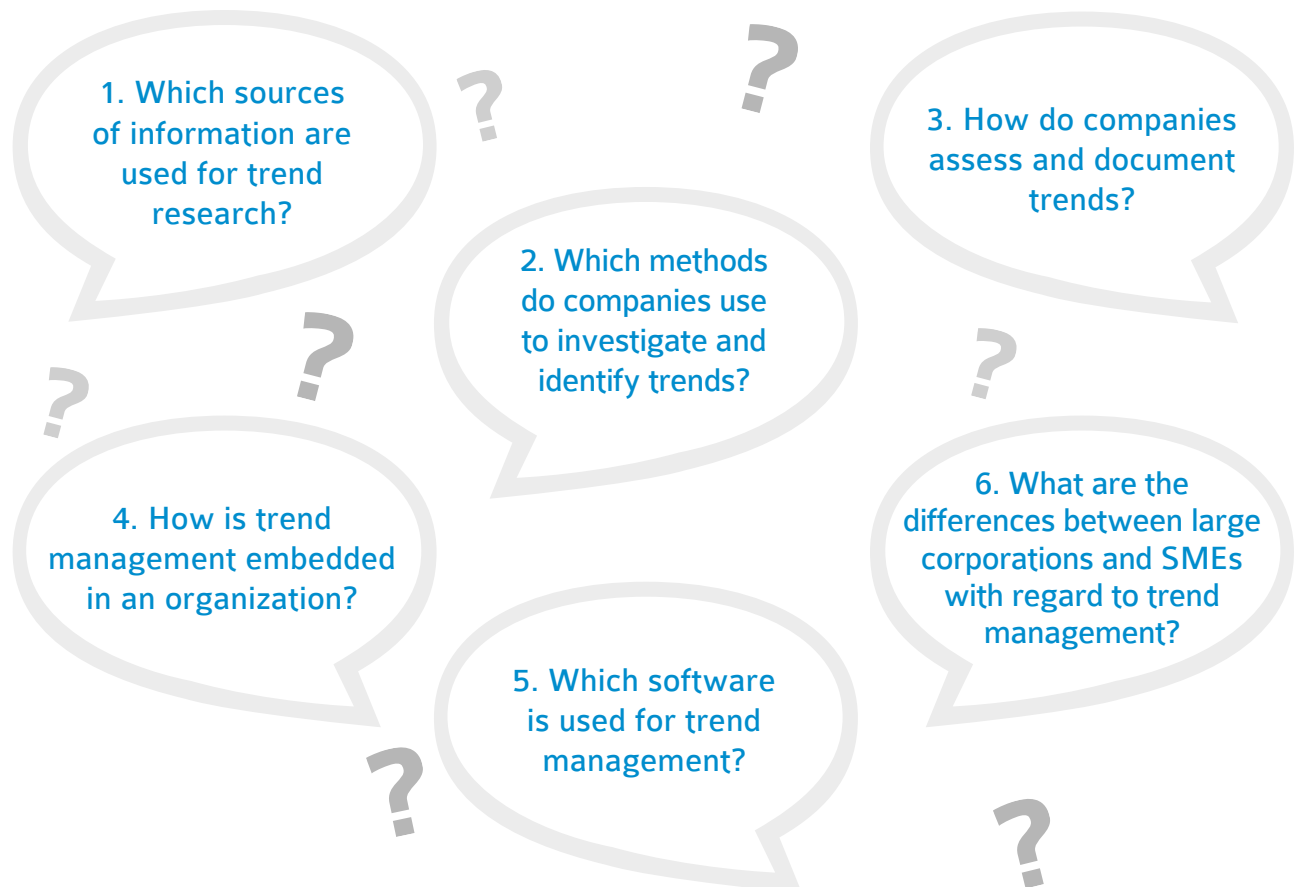 1. Which sources
of information are
used for trend
research?
2. Which methods
do companies use
to investigate and
identify trends?
3. How do companies
assess and document
trends?
4. How is trend
management embedded
in an organization?
5. Which software
is used for trend
management?
6. What are the
differences between large
corporations and SMEs
with regard to trend
management?
?
?
?
?
?
?
?
?